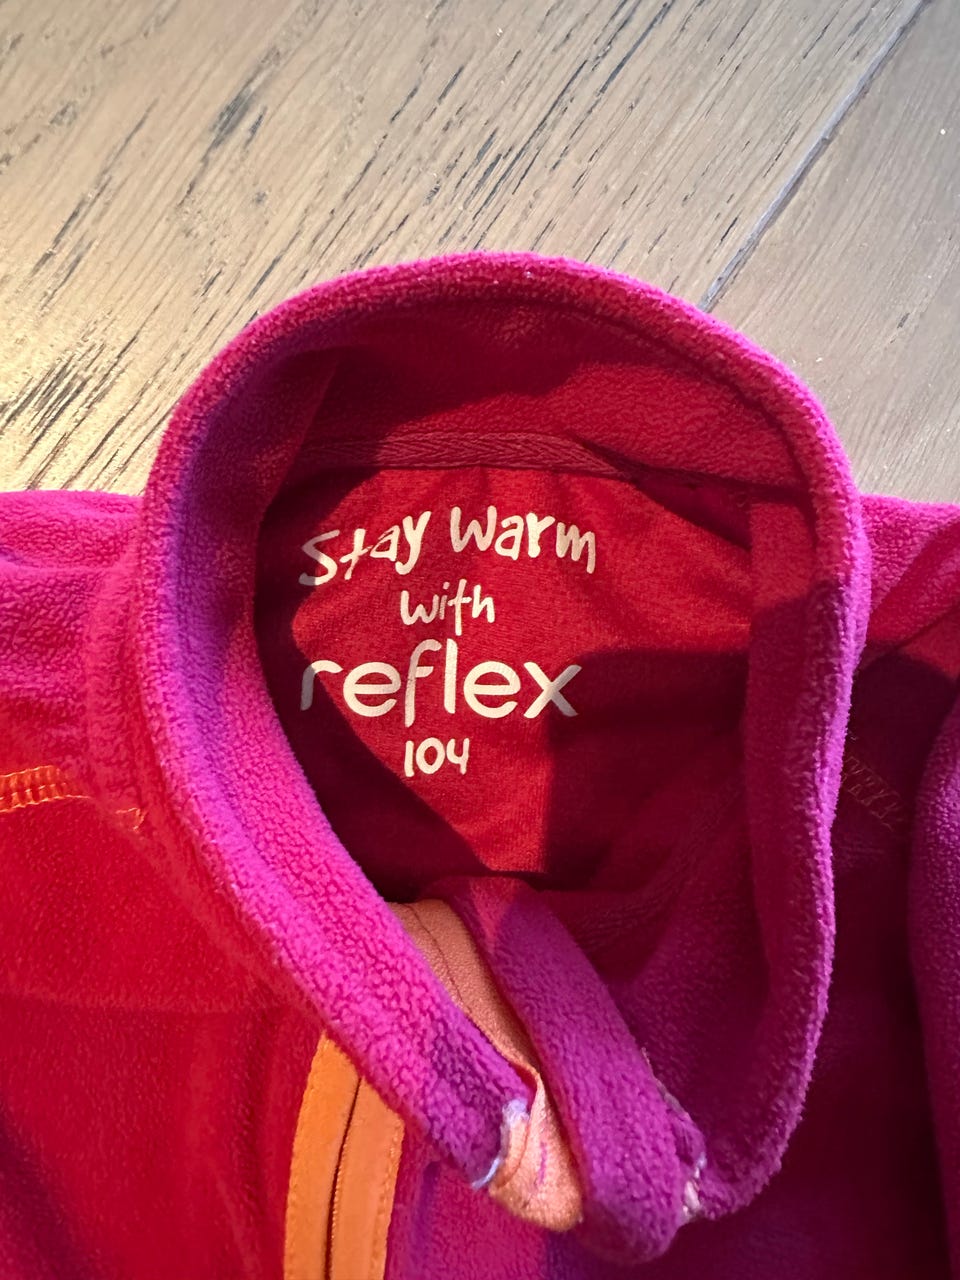 Stay Warm
with
reflex
104